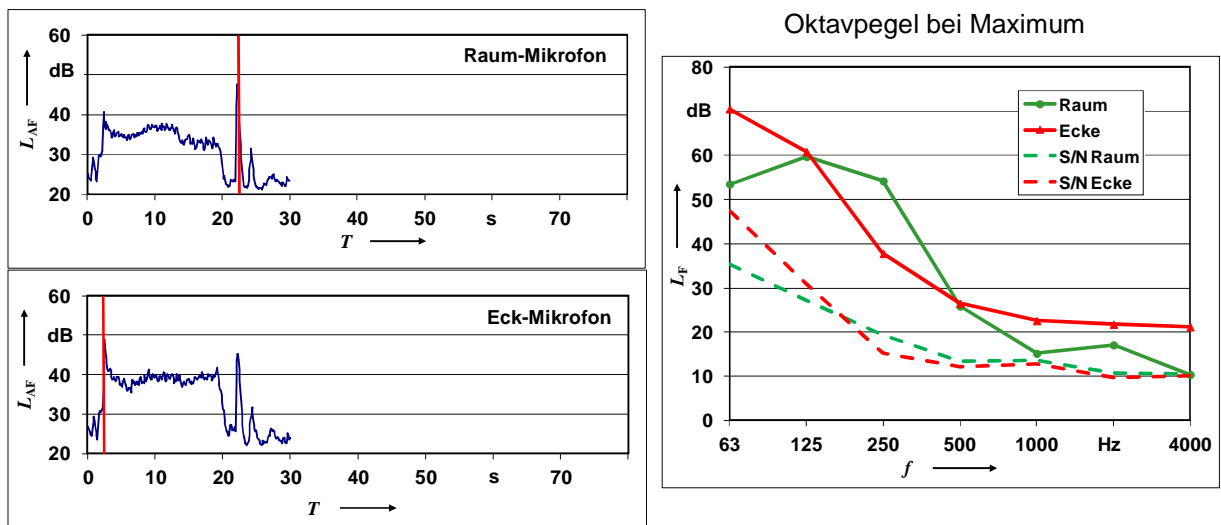 60
dB
40
30
20
L_AF
Raum-Mikrofon
0 10 20 30 40 50 s 70
T
60
dB
40
30
20
L_AF
Eck-Mikrofon
0 10 20 30 40 50 s 70
T
Oktavpegel bei Maximum
80
dB
60
50
40
30
20
10
0
L_F
Raum
Ecke
S/N Raum
S/N Ecke
63 125 250 500 1000 Hz 4000
f